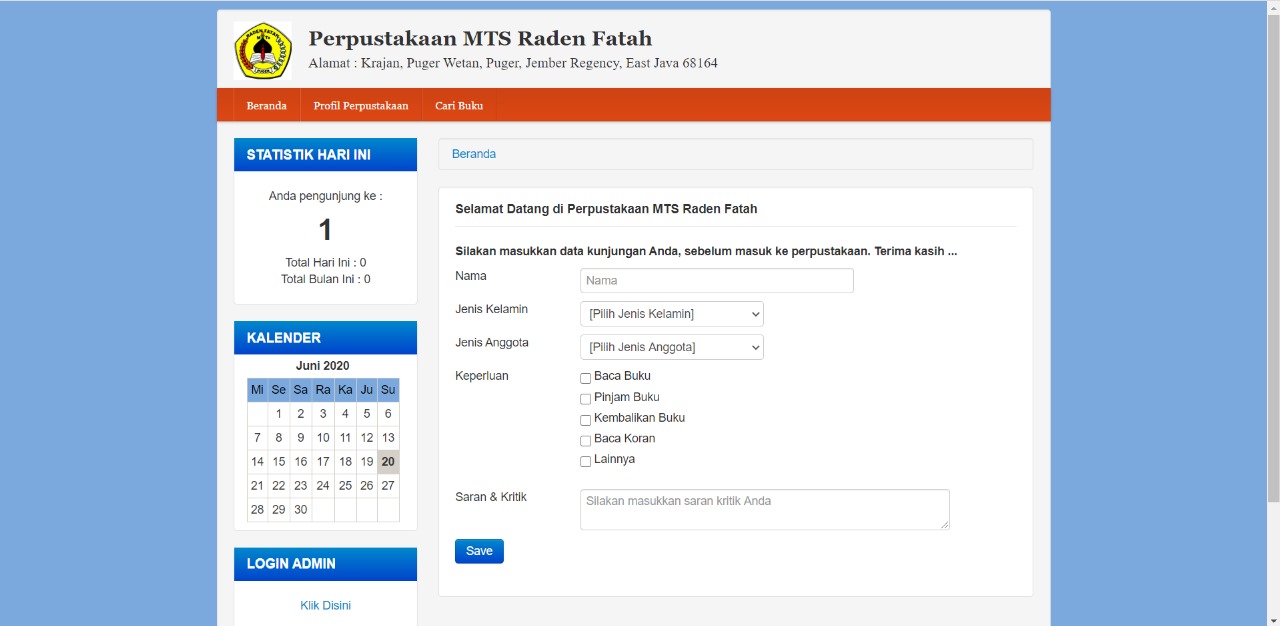 Perpustakaan MTS Raden Fatah
Alamat : Krajan, Puger Wetan, Puger, Jember Regency, East Java 68164
Beranda Profil Perpustakaan Cari Buku
STATISTIK HARI INI
Anda pengunjung ke :
1
Total Hari Ini : 0
Total Bulan Ini : 0
KALENDER
Juni 2020
Mi Se Sa Ra Ka Ju Su
1 2 3 4 5 6
7 8 9 10 11 12 13
14 15 16 17 18 19 20
21 22 23 24 25 26 27
28 29 30
LOGIN ADMIN
Klik Disini
Beranda
Selamat Datang di Perpustakaan MTS Raden Fatah
Silakan masukkan data kunjungan Anda, sebelum masuk ke perpustakaan. Terima kasih ...
Nama Nama
Jenis Kelamin [Pilih Jenis Kelamin]
Jenis Anggota [Pilih Jenis Anggota]
Keperluan Baca Buku
Pinjam Buku
Kembalikan Buku
Baca Koran
Lainnya
Saran & Kritik Silakan masukkan saran kritik Anda
Save